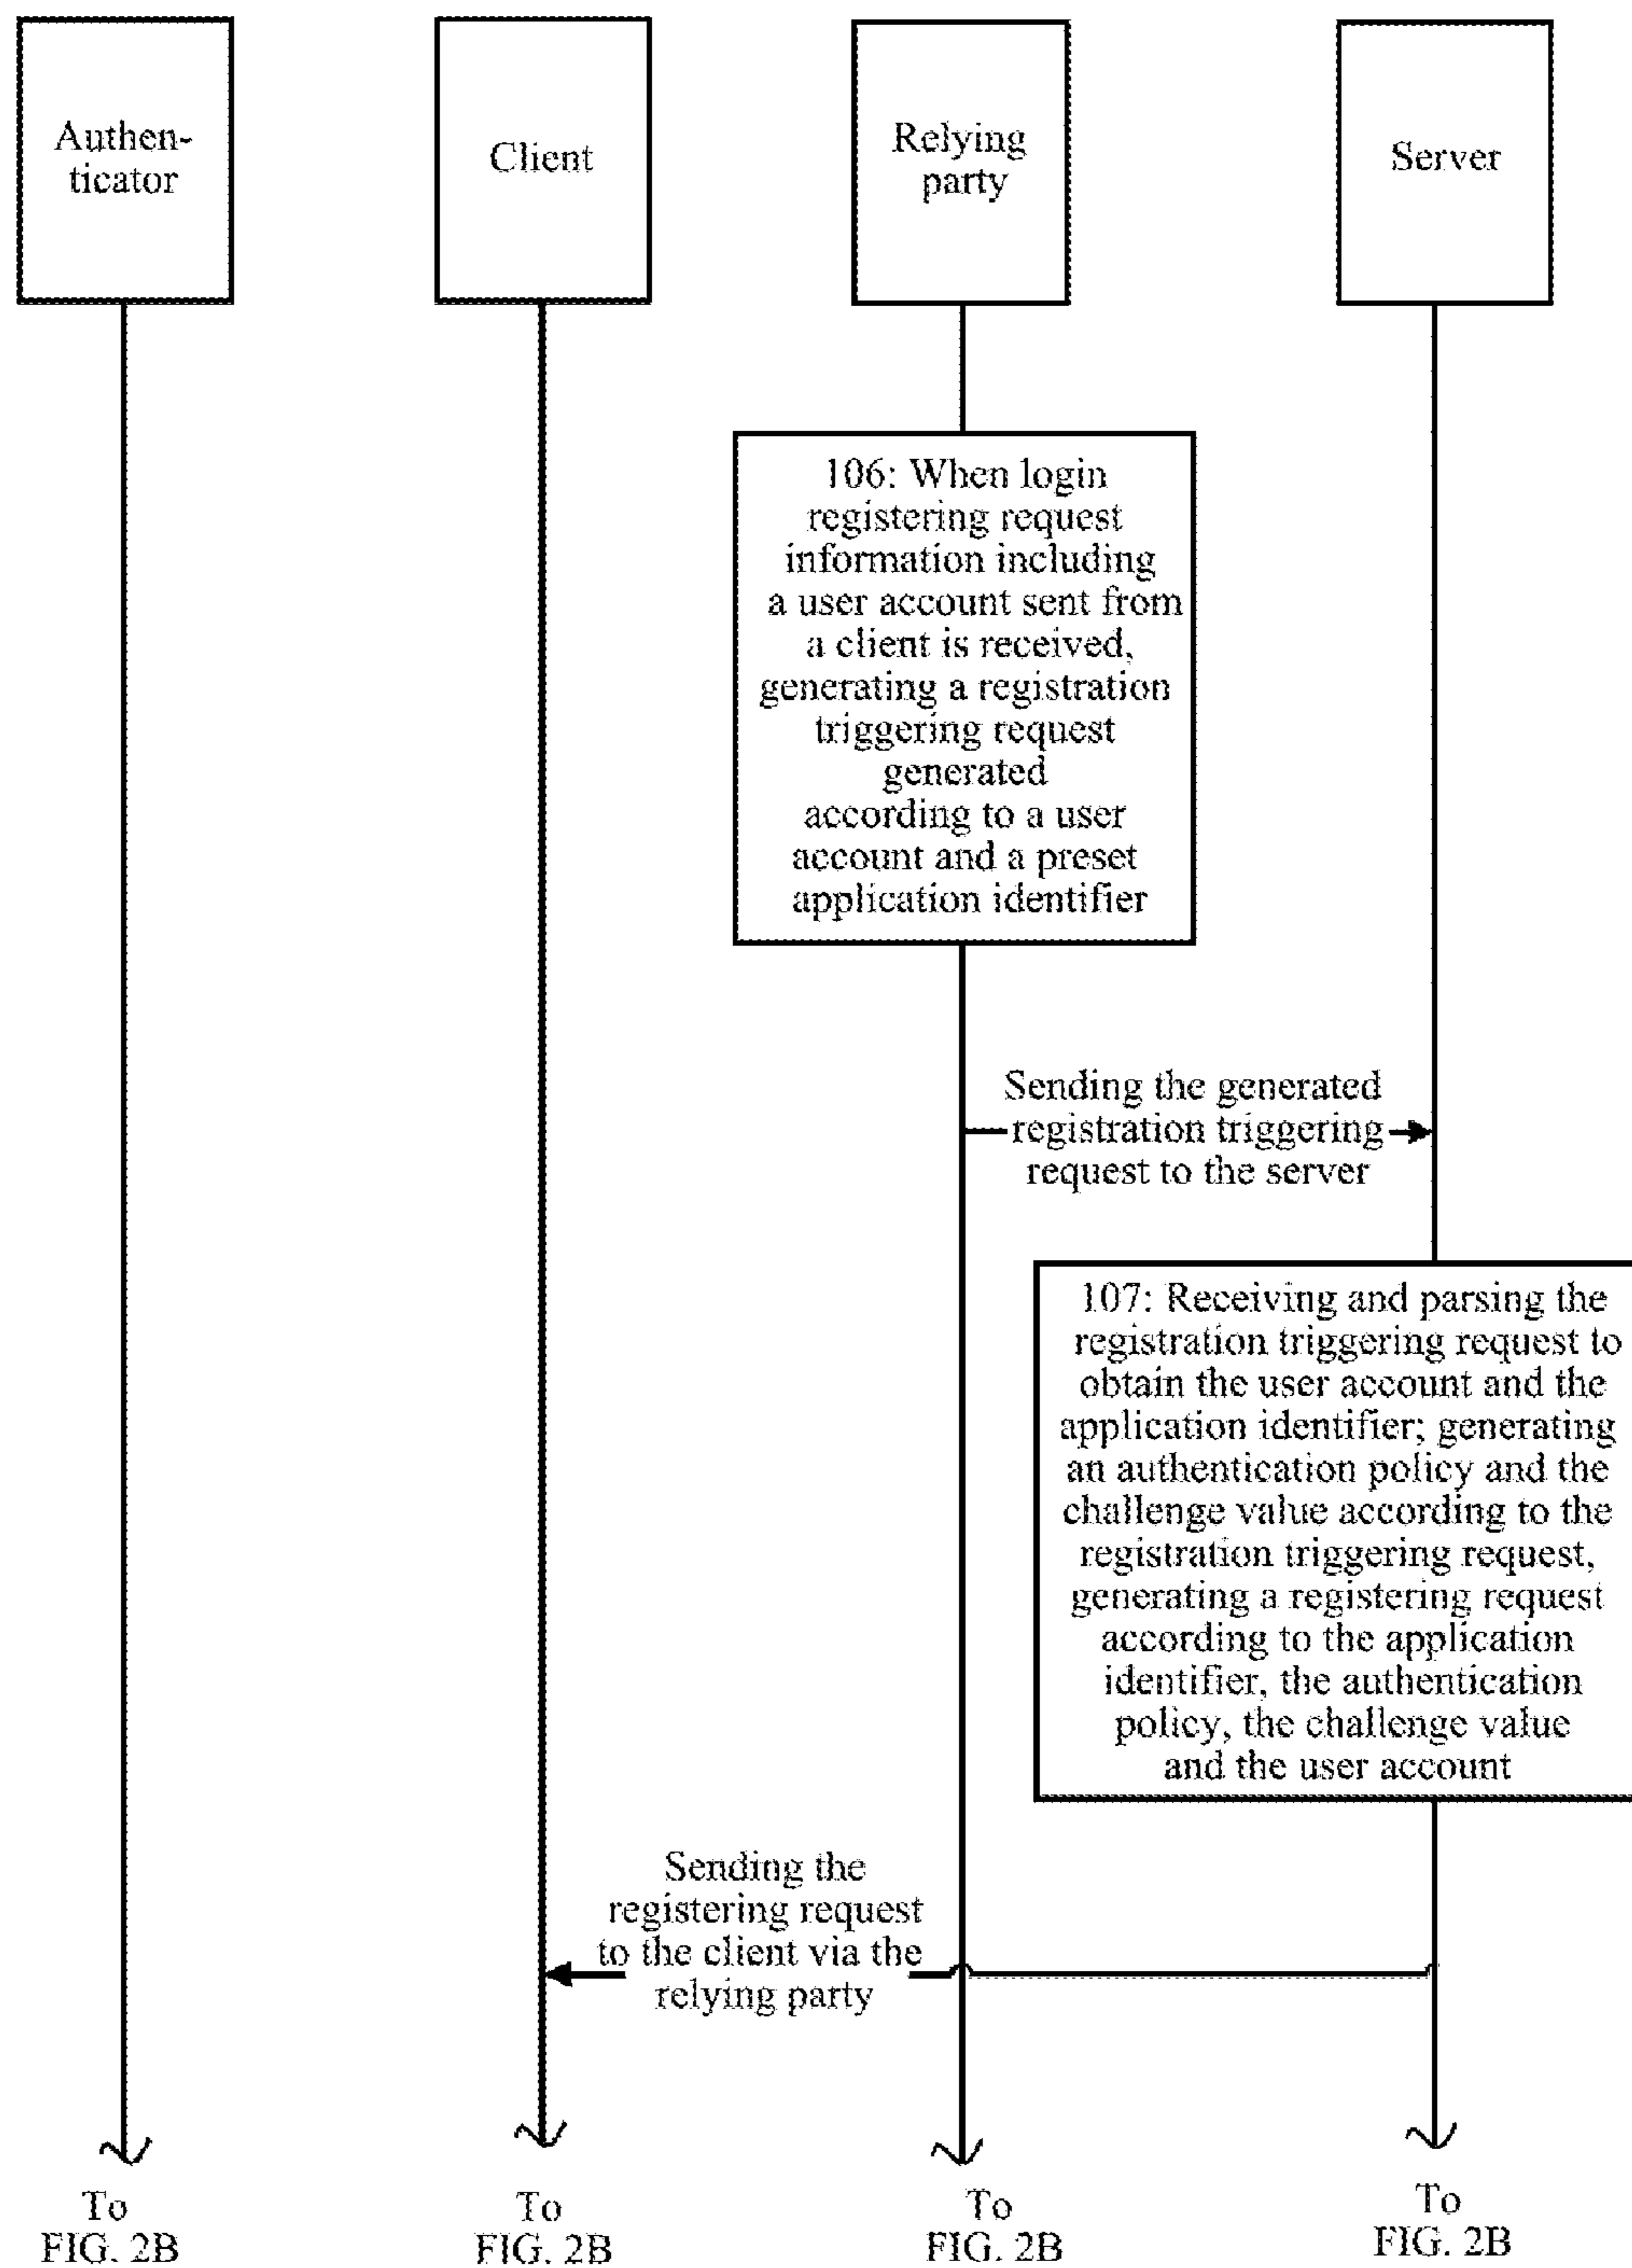 Authen-
ticator
Client
Relying
party
Server
106: When login
registering request
information including
a user account sent from
a client is received,
generating a registration
triggering request
generated
according to a user
account and a preset
application identifier
Sending the generated
registration triggering
request to the server
107: Receiving and parsing the
registration triggering request to
obtain the user account and the
application identifier; generating
an authentication policy and the
challenge value according to the
registration triggering request,
generating a registering request
according to the application
identifier, the authentication
policy, the challenge value
and the user account
Sending the
registering request
to the client via the
relying party
To
FIG. 2B
To
FIG. 2B
To
FIG. 2B
To
FIG. 2B